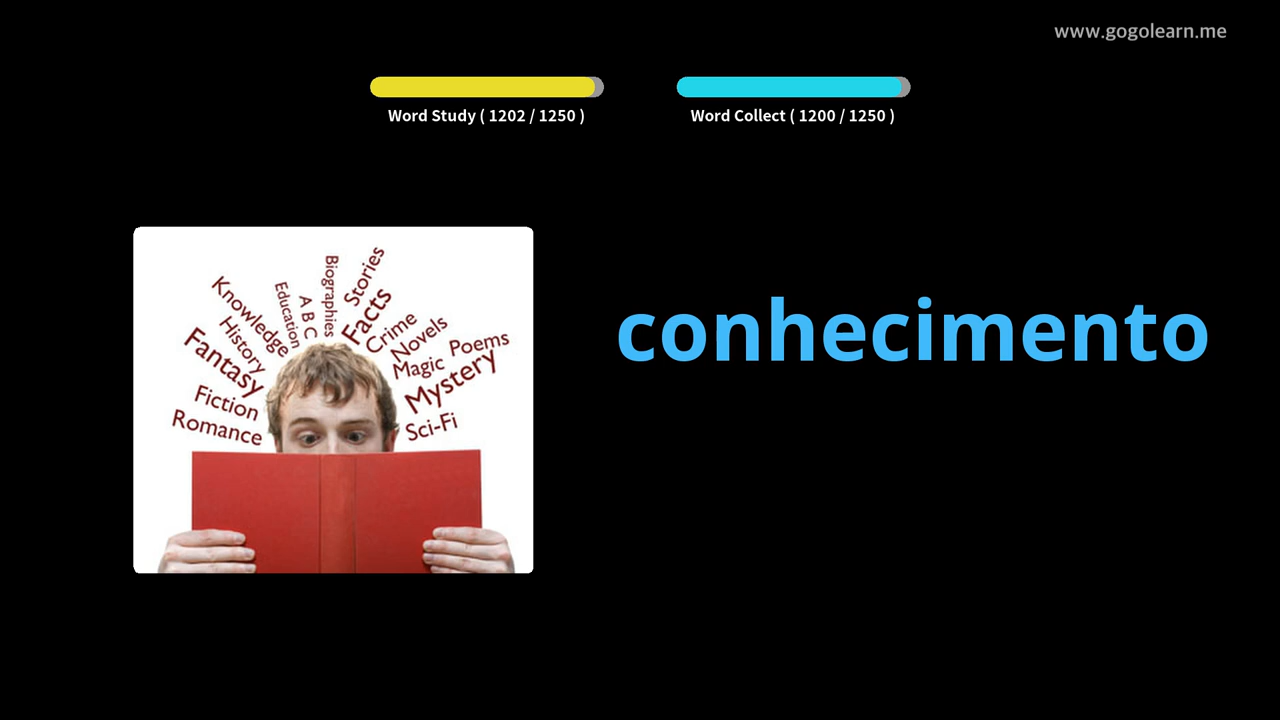 www.gogolearn.me
Word Study ( 1202 / 1250 )
Word Collect ( 1200 / 1250 )
Biographies
Stories
Knowledge
Education
A B C
Facts
History
Crime
Novels
Fantasy
Magic
Poems
Mystery
Fiction
Romance
Sci-Fi
conhecimento